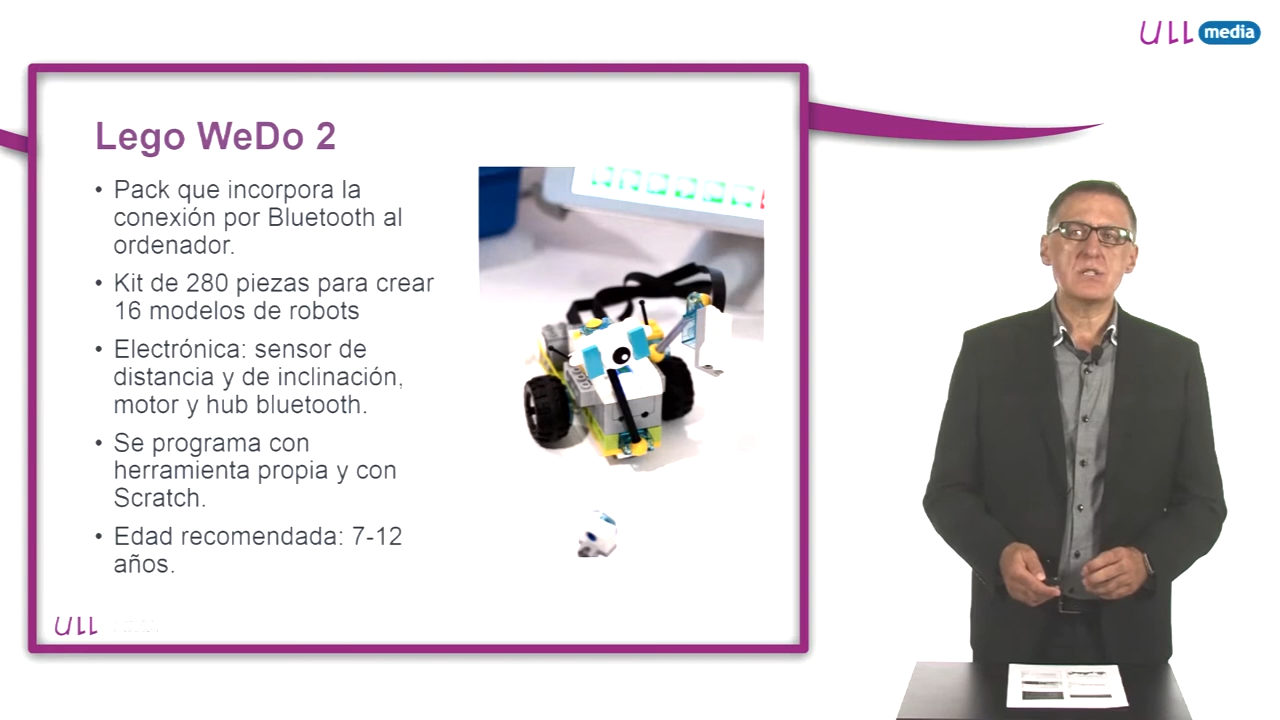 ULL media
Lego WeDo 2
• Pack que incorpora la
conexión por Bluetooth al
ordenador.
• Kit de 280 piezas para crear
16 modelos de robots
• Electrónica: sensor de
distancia y de inclinación,
motor y hub bluetooth.
• Se programa con
herramienta propia y con
Scratch.
• Edad recomendada: 7-12
años.
ULL